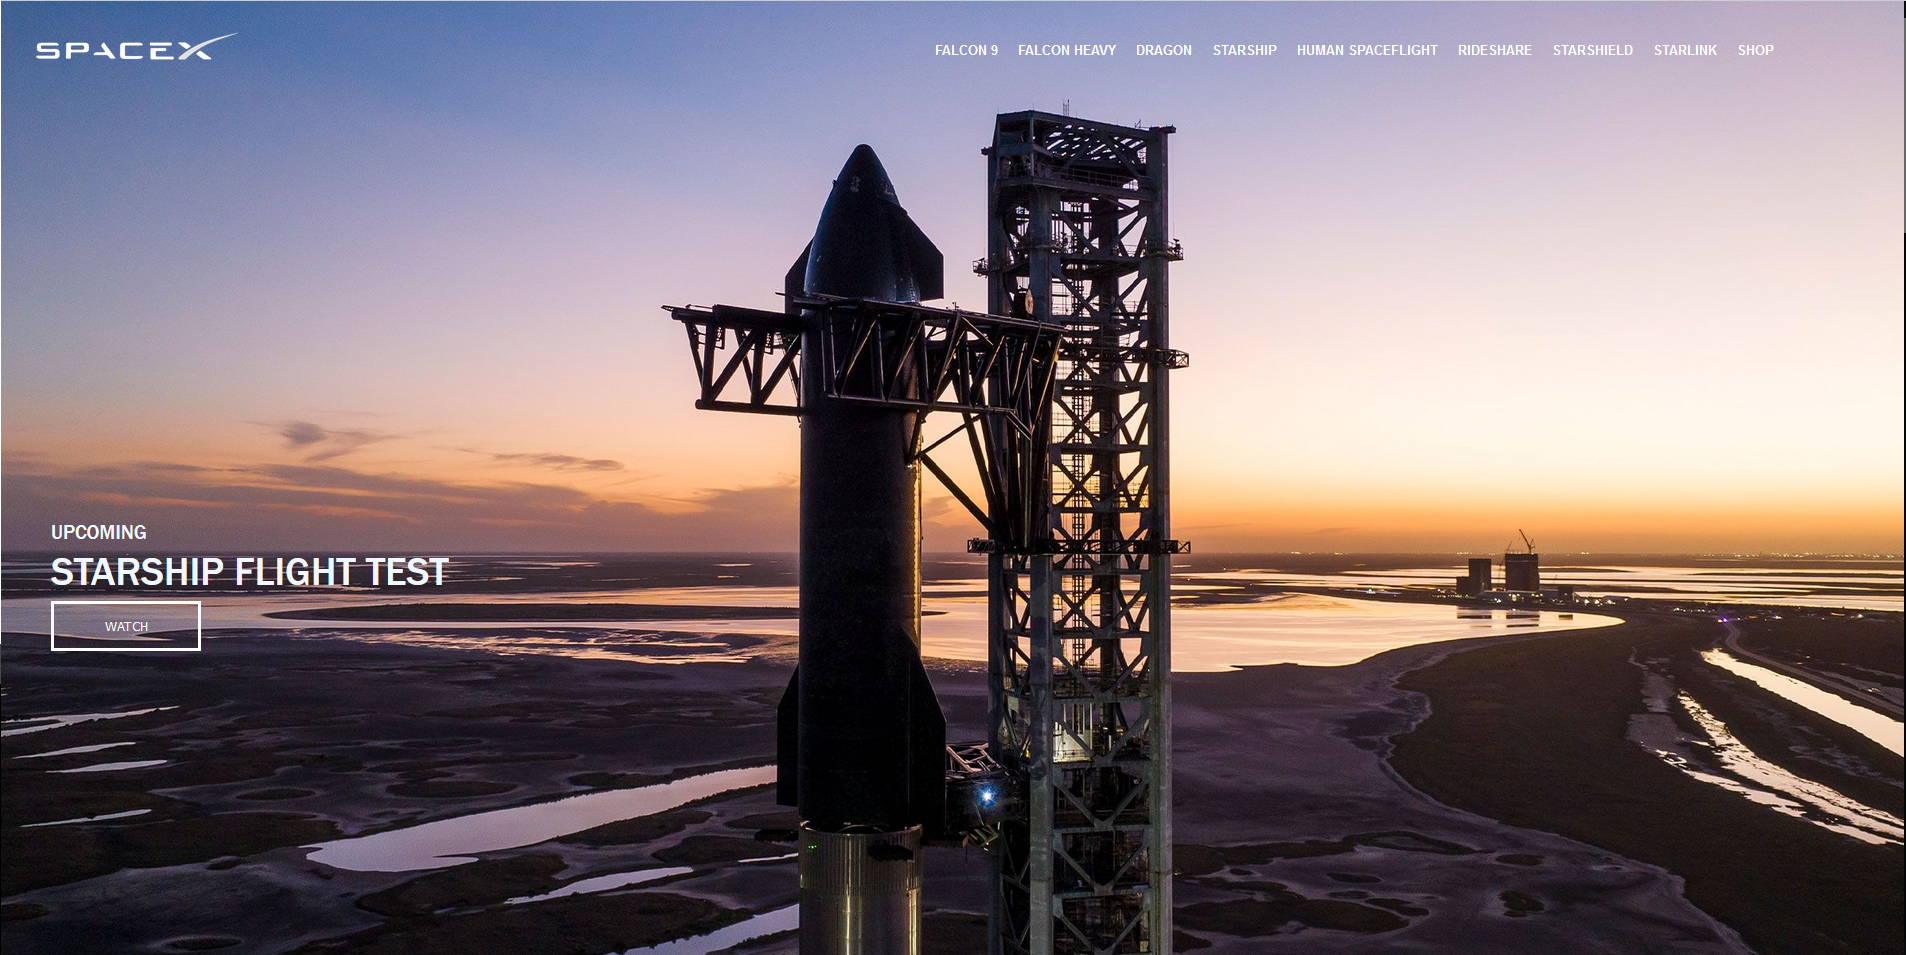 SPACEX
FALCON 9 FALCON HEAVY DRAGON STARSHIP HUMAN SPACEFLIGHT RIDESHARE STARSHIELD STARLINK SHOP
UPCOMING
STARSHIP FLIGHT TEST
WATCH